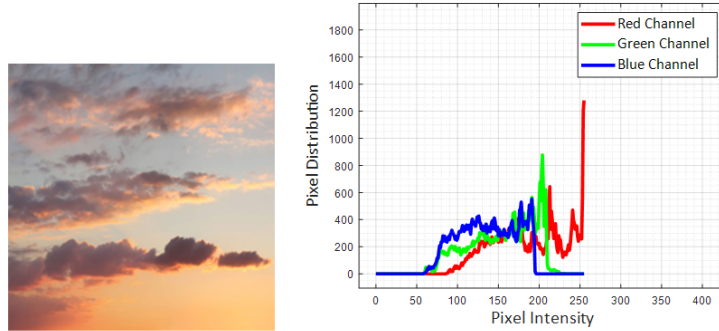 Red Channel
Green Channel
Blue Channel
1800
1600
1400
1200
1000
800
600
400
200
0
Pixel Distribution
0 50 100 150 200 250 300 350 400
Pixel Intensity